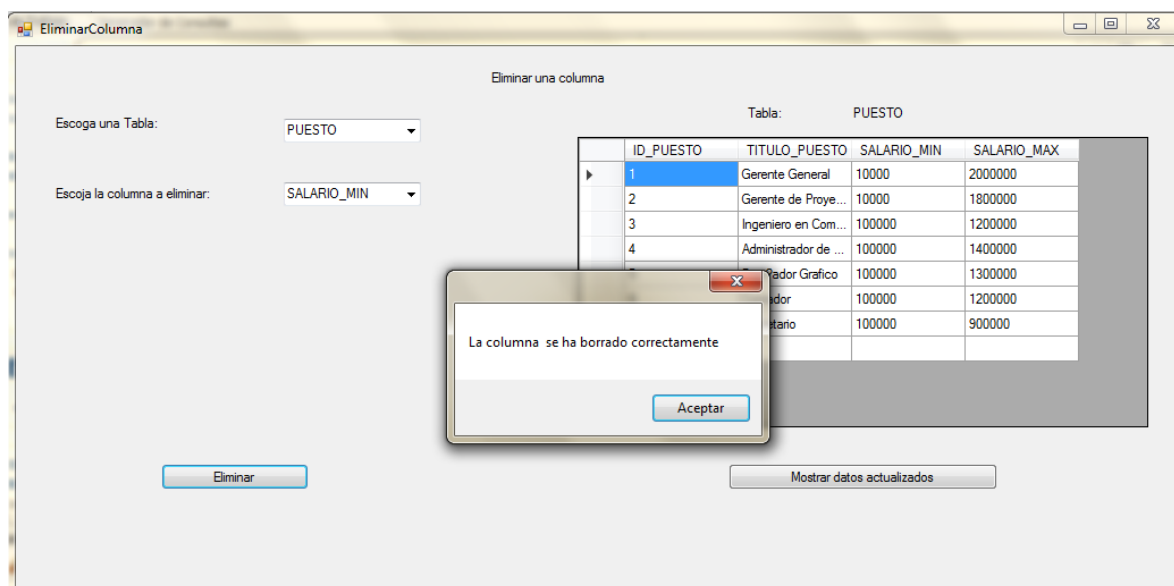 EliminarColumna
Eliminar una columna
Escoga una Tabla:
PUESTO
Escoja la columna a eliminar:
SALARIO_MIN
Tabla: PUESTO
ID_PUESTO TITULO_PUESTO SALARIO_MIN SALARIO_MAX
1 Gerente General 10000 2000000
2 Gerente de Proye... 10000 1800000
3 Ingeniero en Com... 100000 1200000
4 Administrador de ... 100000 1400000
Grafico 100000 1300000
100000 1200000
100000 900000
La columna se ha borrado correctamente
Aceptar
Eliminar
Mostrar datos actualizados